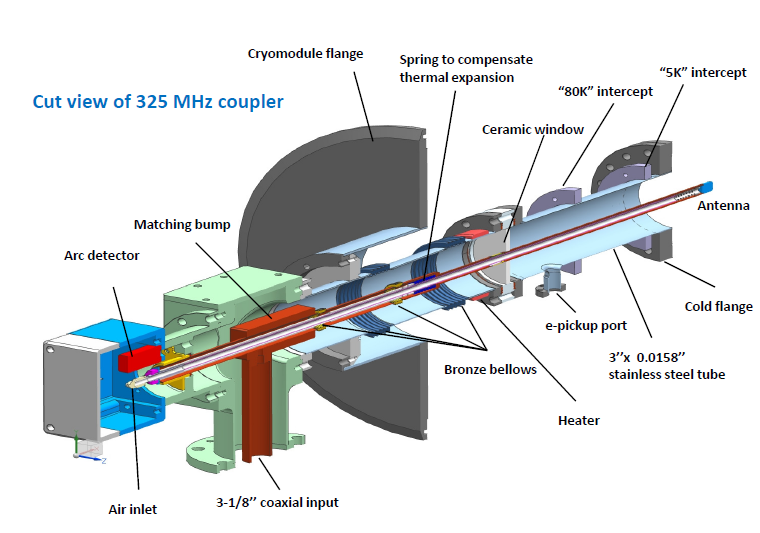 Cryomodule flange
Spring to compensate
thermal expansion
“5K” intercept
“80K” intercept
Cut view of 325 MHz coupler
Ceramic window
Antenna
Matching bump
Arc detector
Cold flange
e-pickup port
3’’x 0.0158’’
stainless steel tube
Bronze bellows
Heater
3-1/8’’ coaxial input
Air inlet
Z